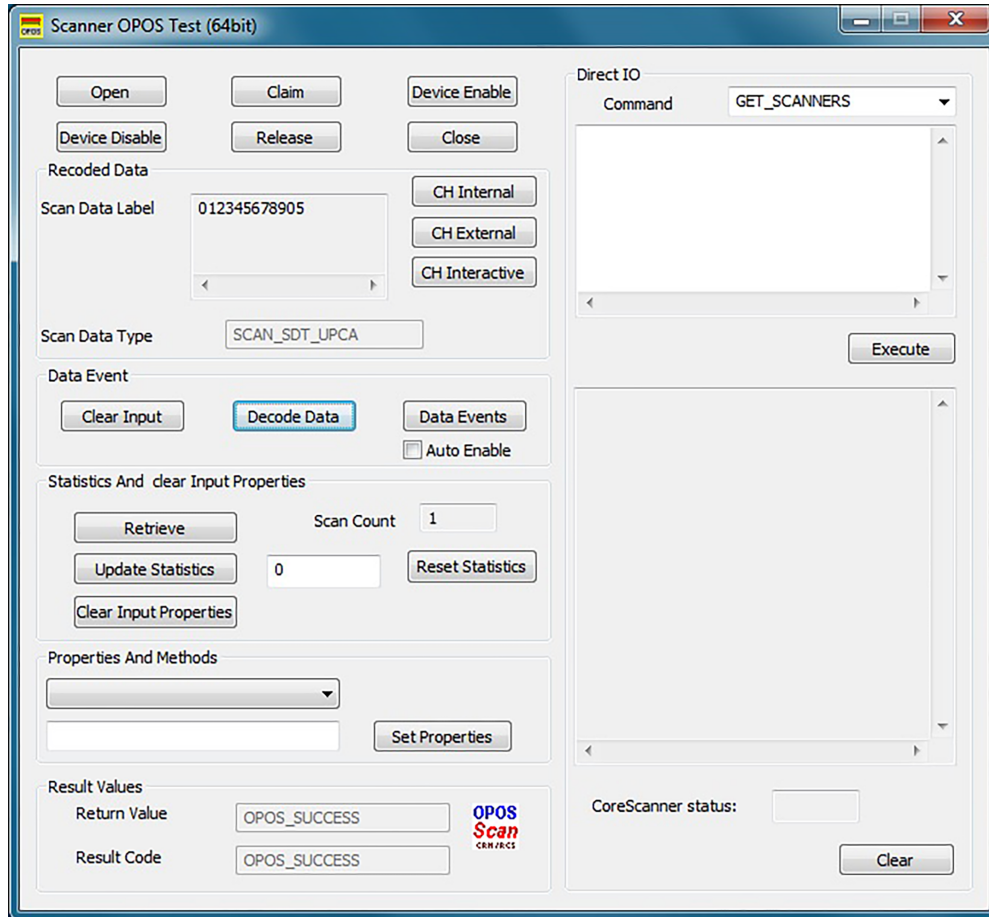 OPOS
Scanner OPOS Test (64bit)
Open
Claim
Device Enable
Device Disable
Release
Close
Recoded Data
Scan Data Label
012345678905
CH Internal
CH External
CH Interactive
Scan Data Type
SCAN_SDT_UPCA
Data Event
Clear Input
Decode Data
Data Events
Auto Enable
Statistics And clear Input Properties
Retrieve
Scan Count
1
Update Statistics
0
Reset Statistics
Clear Input Properties
Properties And Methods
Set Properties
Result Values
Return Value
OPOS_SUCCESS
Result Code
OPOS_SUCCESS
OPOS
Scan
CRM/RCS
Direct IO
Command
GET_SCANNERS
Execute
CoreScanner status:
Clear